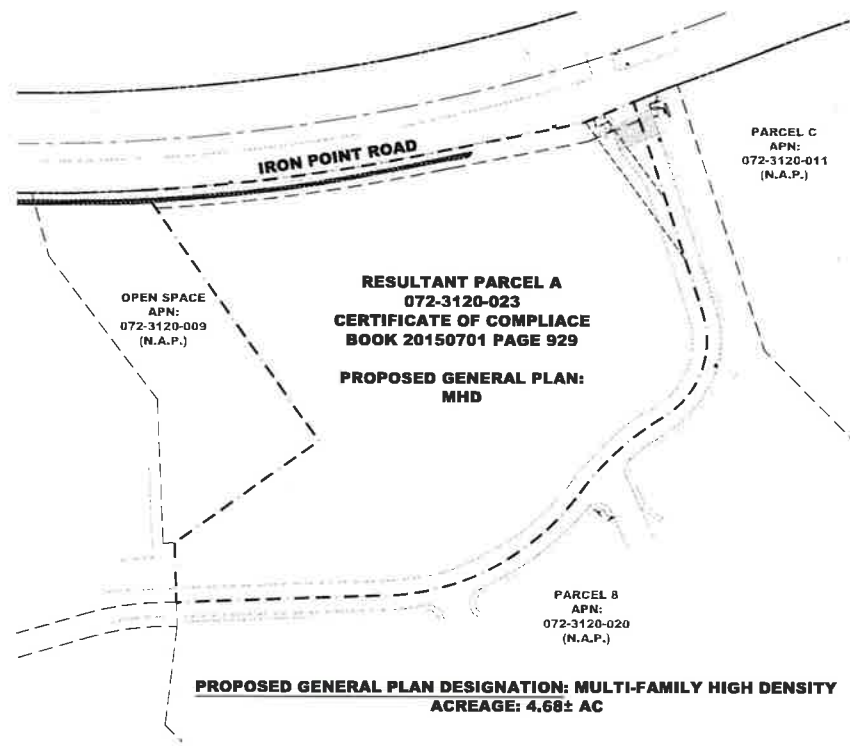 IRON POINT ROAD
PARCEL C
APN:
072-3120-011
(N.A.P.)
OPEN SPACE
APN:
072-3120-009
(N.A.P.)
RESULTANT PARCEL A
072-3120-023
CERTIFICATE OF COMPLIACE
BOOK 20150701 PAGE 929
PROPOSED GENERAL PLAN:
MHD
PARCEL 8
APN:
072-3120-020
(N.A.P.)
PROPOSED GENERAL PLAN DESIGNATION: MULTI-FAMILY HIGH DENSITY
ACREAGE: 4.68± AC